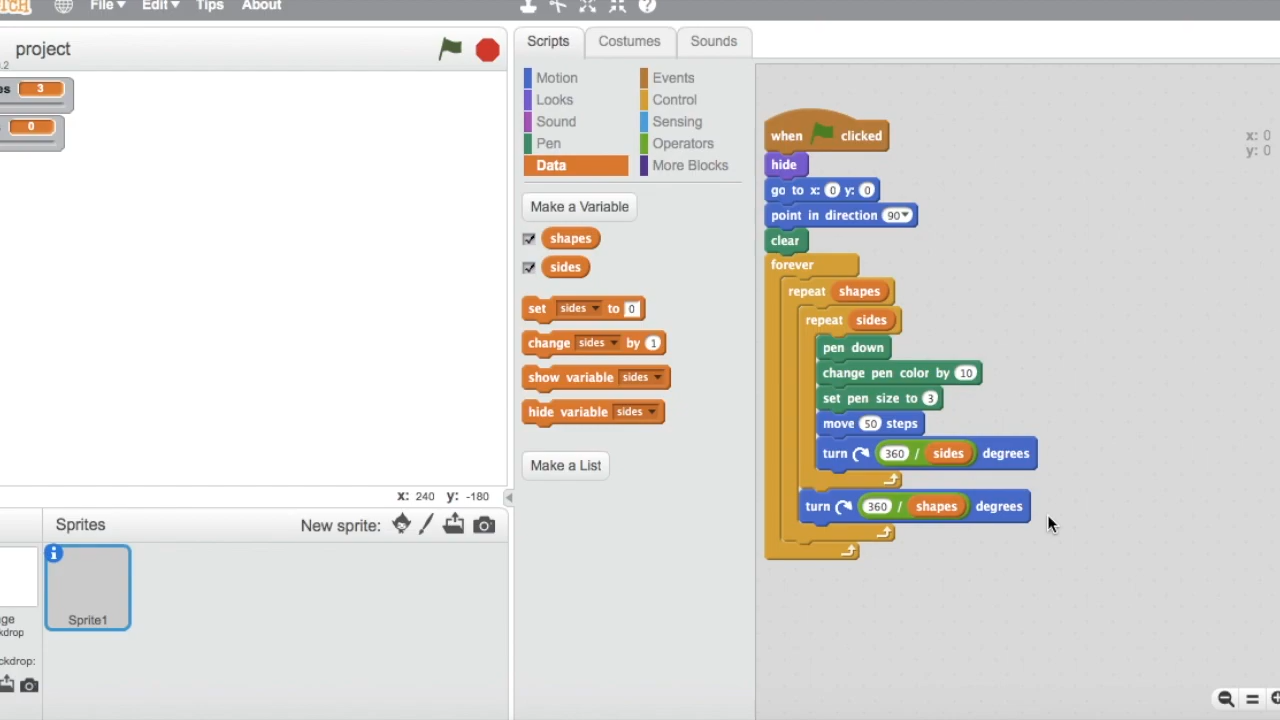 File Edit Tips About
project
Scripts Costumes Sounds
3
0
Motion
Looks
Sound
Pen
Data
Events
Control
Sensing
Operators
More Blocks
Make a Variable
shapes
sides
set sides to 0
change sides by 1
show variable sides
hide variable sides
Make a List
when clicked
hide
go to x: 0 y: 0
point in direction 90
clear
forever
repeat shapes
repeat sides
pen down
change pen color by 10
set pen size to 3
move 50 steps
turn 360 / sides degrees
turn 360 / shapes degrees
x: 0
y: 0
x: 240 y: -180
Sprites New sprite:
i
Sprite1